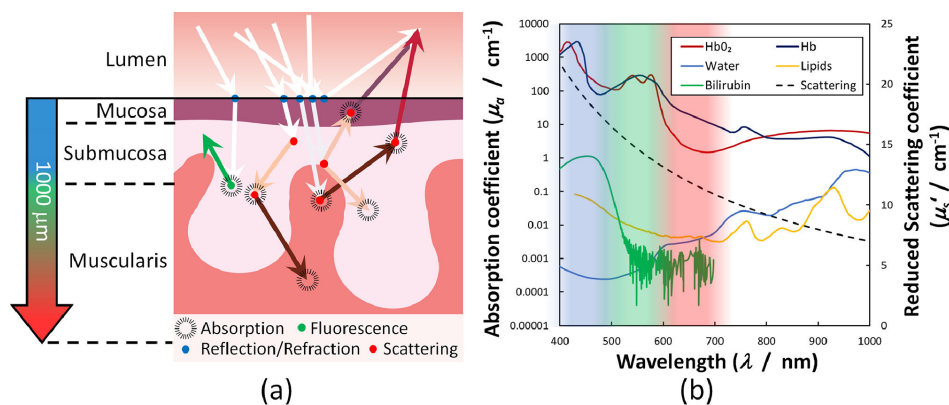 Lumen
Mucosa
Submucosa
Muscularis
1000 μm
Absorption
Fluorescence
Reflection/Refraction
Scattering
(a)
Absorption coefficient (μa / cm⁻¹)
10000
1000
100
10
1
0.1
0.01
0.001
0.0001
0.00001
HbO₂
Hb
Water
Lipids
Bilirubin
Scattering
25
20
15
10
5
0
Reduced Scattering coefficient
(μs′ / cm⁻¹)
400
500
600
700
800
900
1000
Wavelength (λ / nm)
(b)